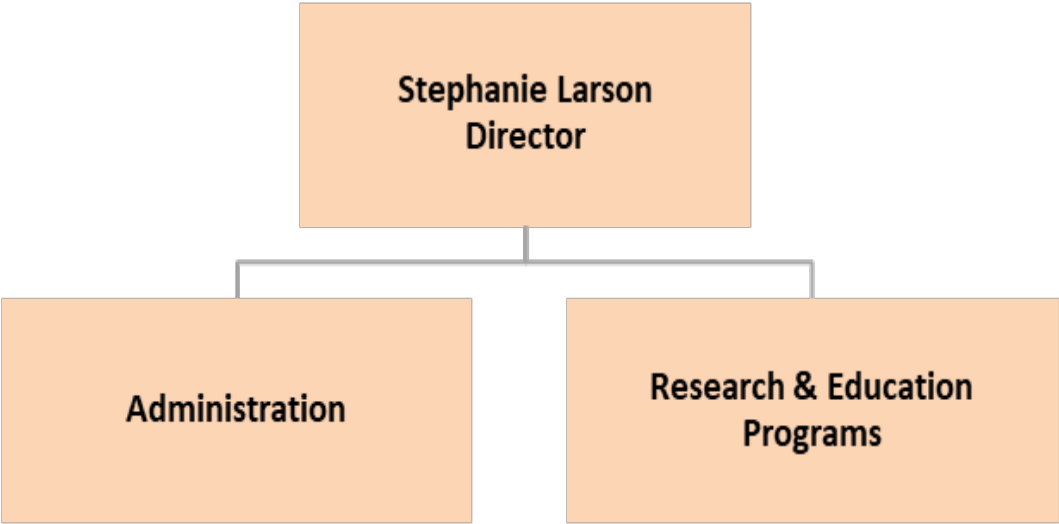 Stephanie Larson
Director
Administration
Research & Education
Programs